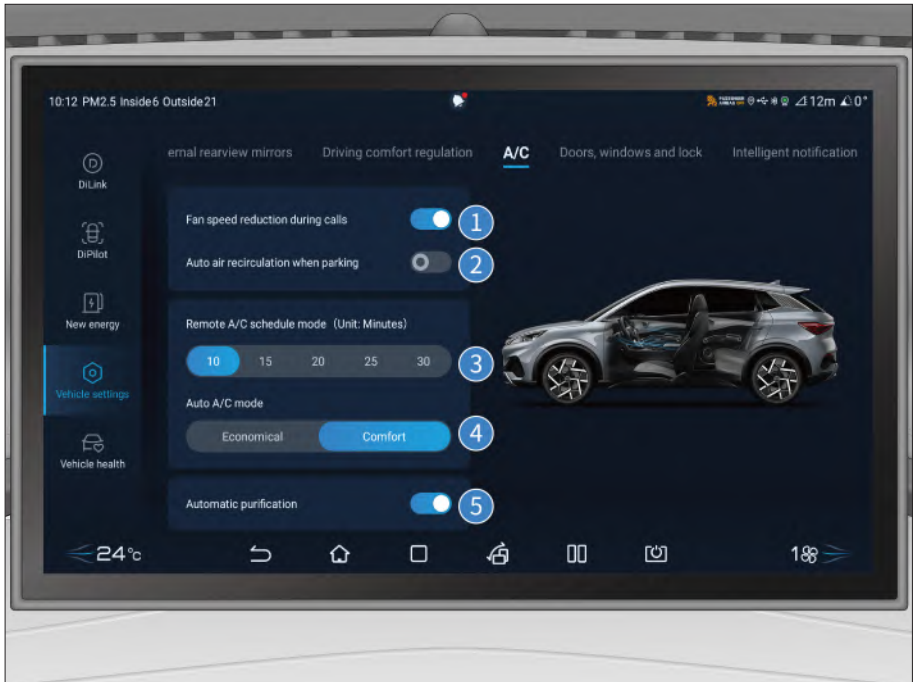 10:12 PM2.5 Inside6 Outside21
PASSENGER AIRBAG OFF 12m 0°
DiLink
DiPilot
New energy
Vehicle settings
Vehicle health
ernal rearview mirrors Driving comfort regulation A/C Doors, windows and lock Intelligent notification
Fan speed reduction during calls 1
Auto air recirculation when parking 2
Remote A/C schedule mode (Unit: Minutes)
10 15 20 25 30 3
Auto A/C mode
Economical Comfort 4
Automatic purification 5
24°c 1